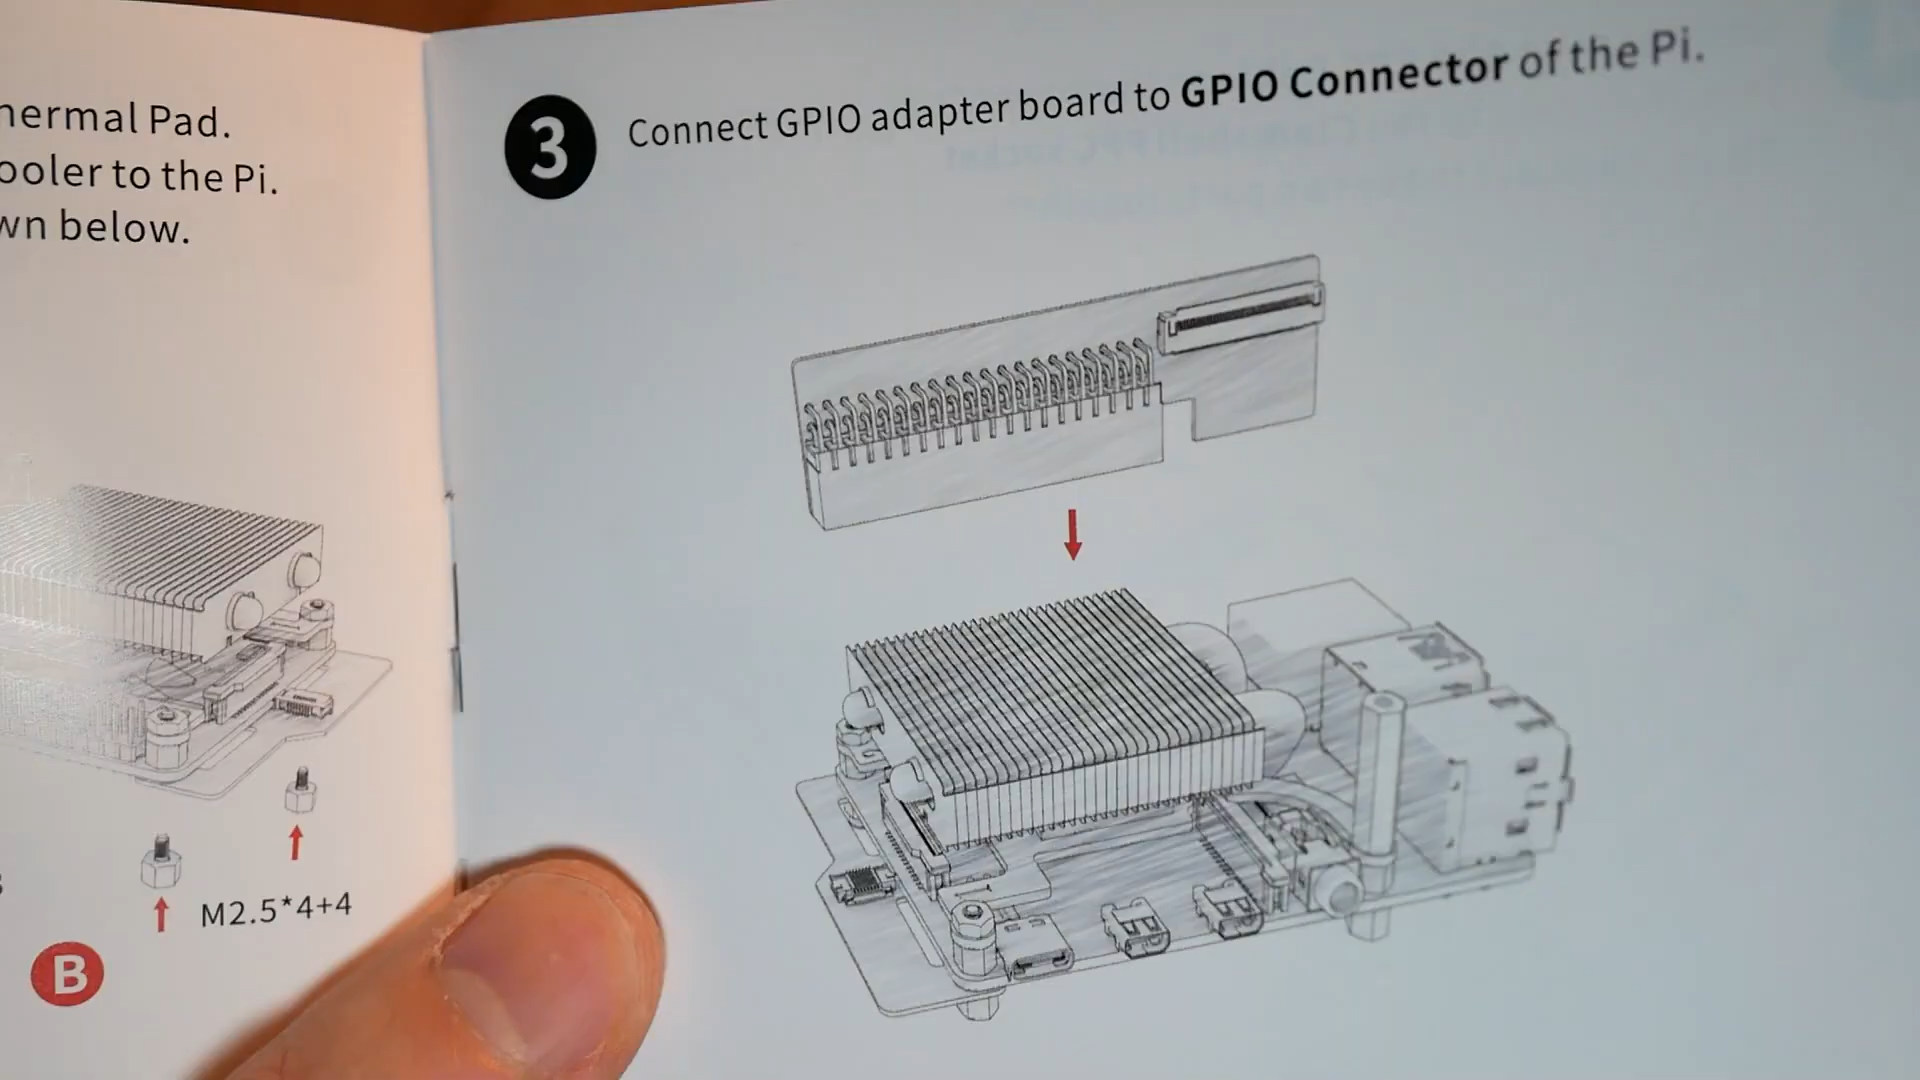 hermal Pad.
ooler to the Pi.
wn below.
M2.5*4+4
B
3
Connect GPIO adapter board to GPIO Connector of the Pi.